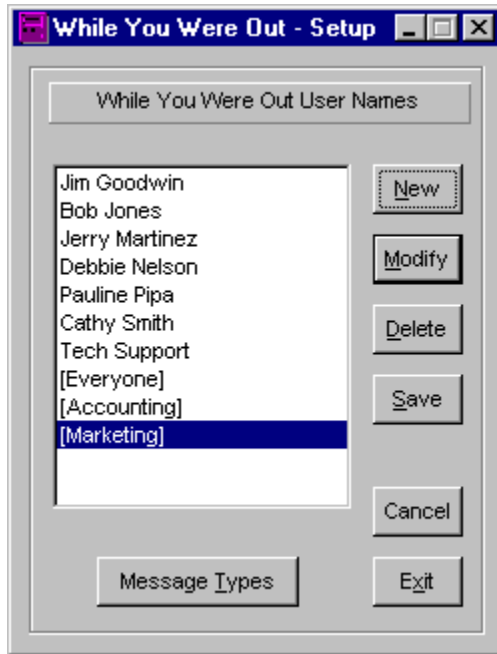 While You Were Out - Setup
While You Were Out User Names
Jim Goodwin
Bob Jones
Jerry Martinez
Debbie Nelson
Pauline Pipa
Cathy Smith
Tech Support
[Everyone]
[Accounting]
[Marketing]
New
Modify
Delete
Save
Cancel
Message Types
Exit